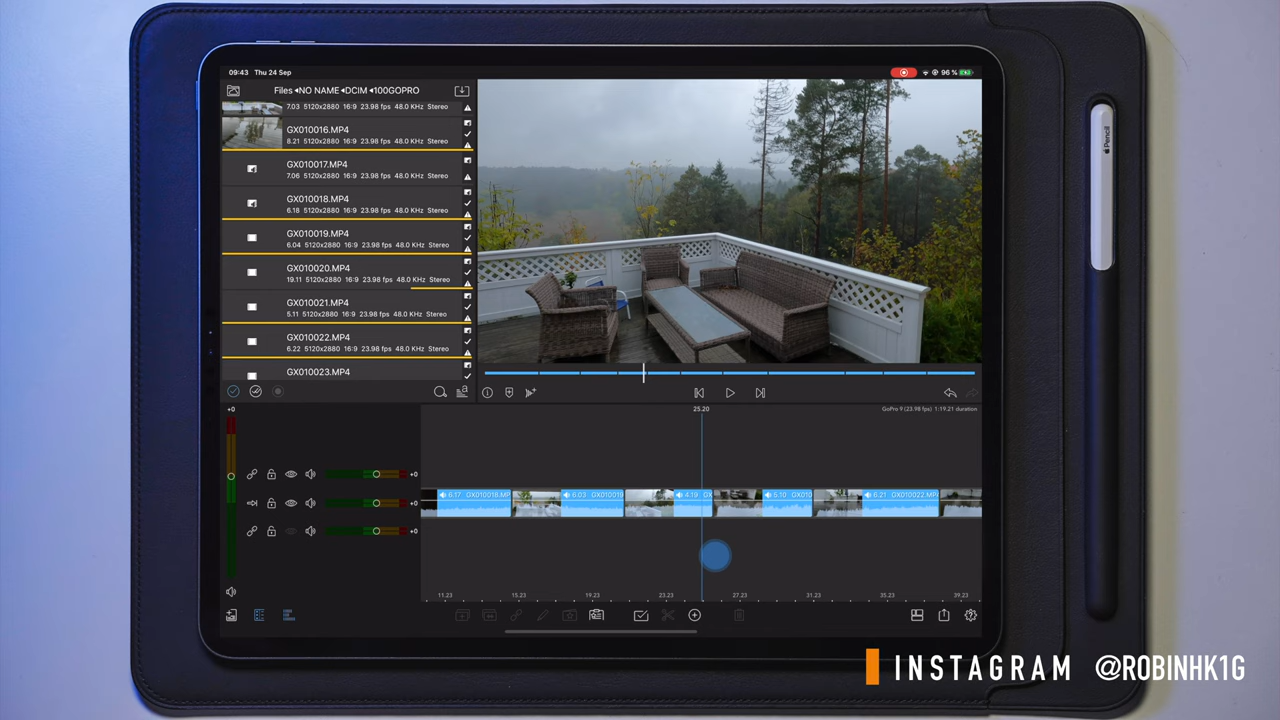 09:43 Thu 24 Sep
96 %
Files NO NAME DCIM 100GOPRO
7.03 5120x2880 16:9 23.98 fps 48.0 KHz Stereo
GX010016.MP4
8.21 5120x2880 16:9 23.98 fps 48.0 KHz Stereo
GX010017.MP4
7.06 5120x2880 16:9 23.98 fps 48.0 KHz Stereo
GX010018.MP4
6.18 5120x2880 16:9 23.98 fps 48.0 KHz Stereo
GX010019.MP4
6.04 5120x2880 16:9 23.98 fps 48.0 KHz Stereo
GX010020.MP4
19.11 5120x2880 16:9 23.98 fps 48.0 KHz Stereo
GX010021.MP4
5.11 5120x2880 16:9 23.98 fps 48.0 KHz Stereo
GX010022.MP4
6.22 5120x2880 16:9 23.98 fps 48.0 KHz Stereo
GX010023.MP4
Pencil
+0
25.20
GoPro 9 (23.98 fps) 1:19.21 duration
+0
+0
+0
6.17 GX010018.MP
6.03 GX010019
4.19 GX
5.10 GX010
6.21 GX010022.MP4
11.23 15.23 19.23 23.23 27.23 31.23 35.23 39.23
INSTAGRAM @ROBINHK1G